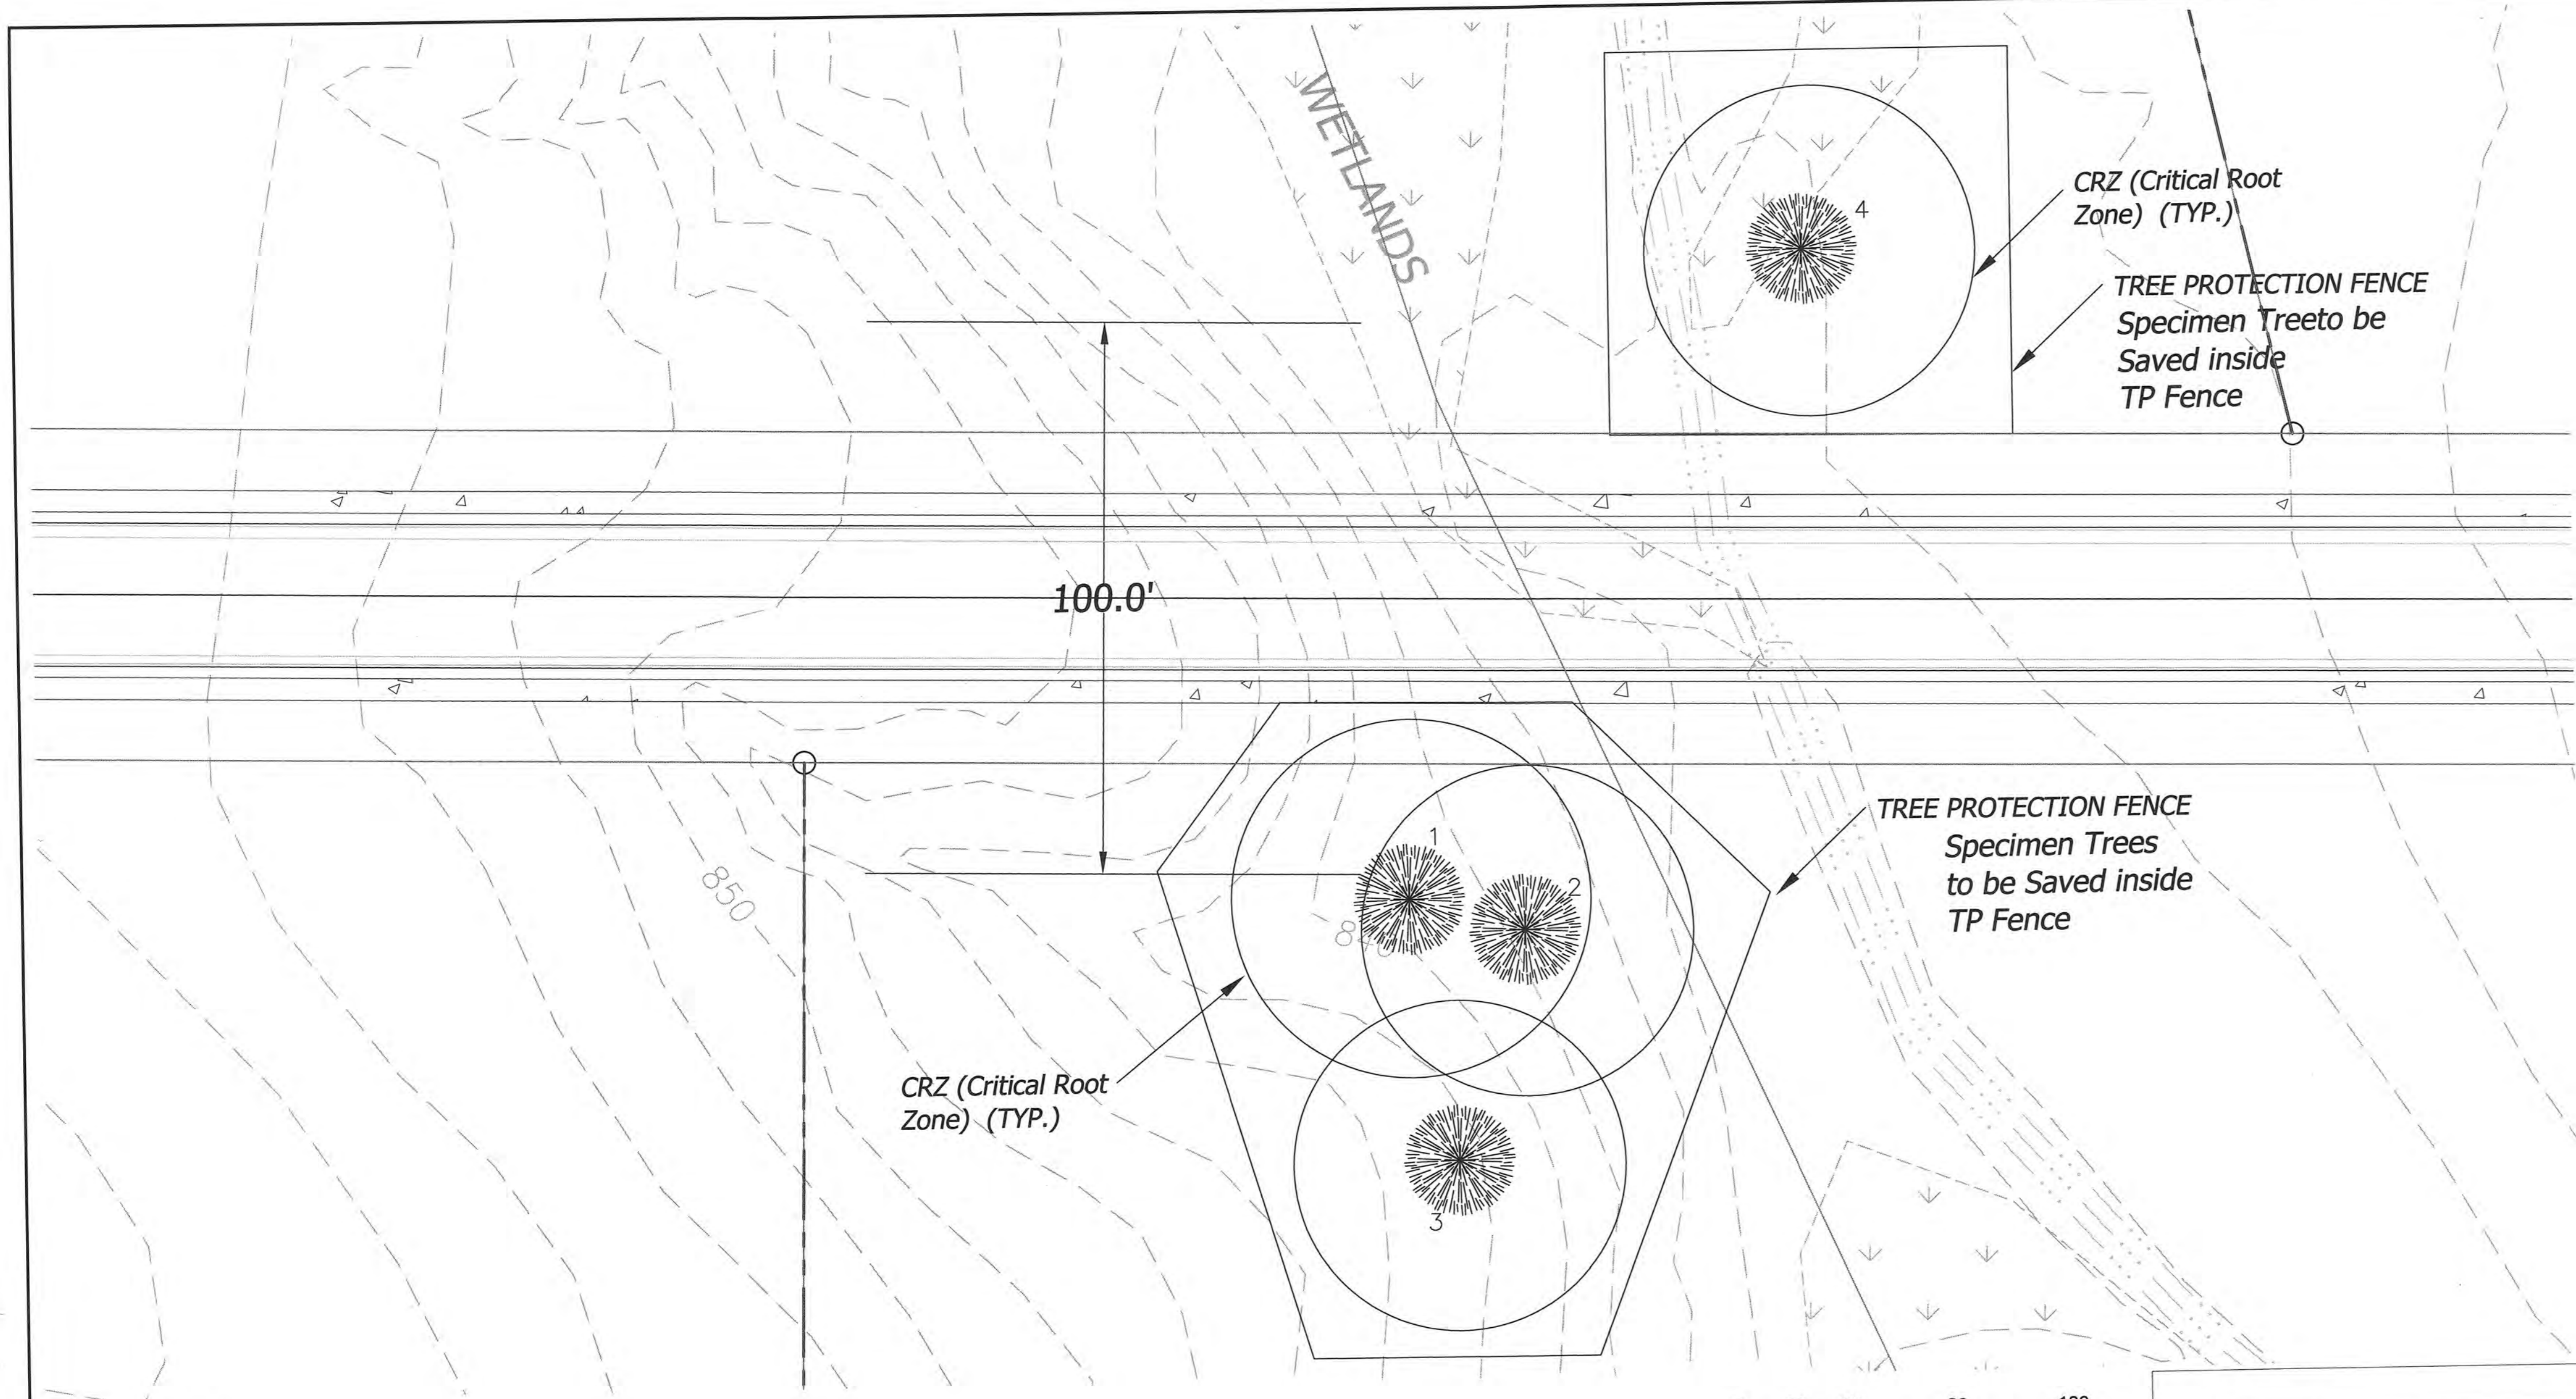 WETLANDS
4
CRZ (Critical Root
Zone) (TYP.)
TREE PROTECTION FENCE
Specimen Treeto be
Saved inside
TP Fence
100.0'
TREE PROTECTION FENCE
Specimen Trees
to be Saved inside
TP Fence
1
2
850
CRZ (Critical Root
Zone) (TYP.)
3